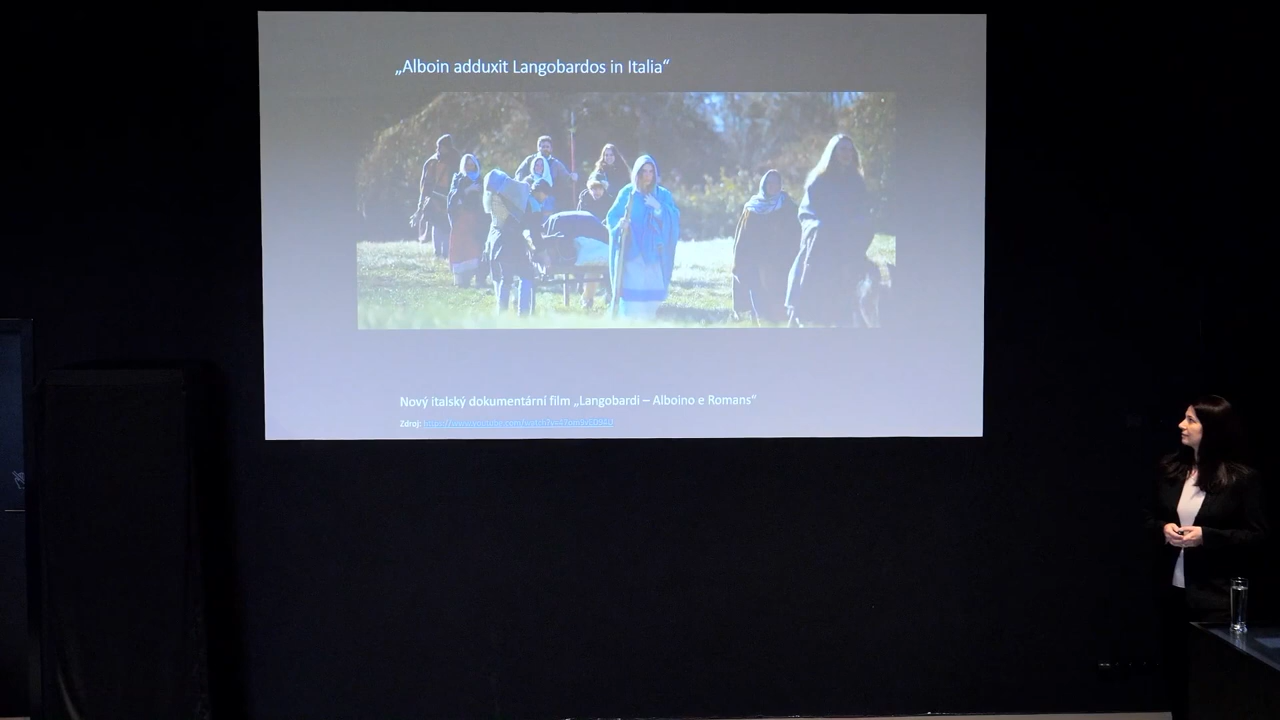 „Alboin adduxit Langobardos in Italia“
Nový italský dokumentární film „Langobardi – Alboino e Romans“
Zdroj: